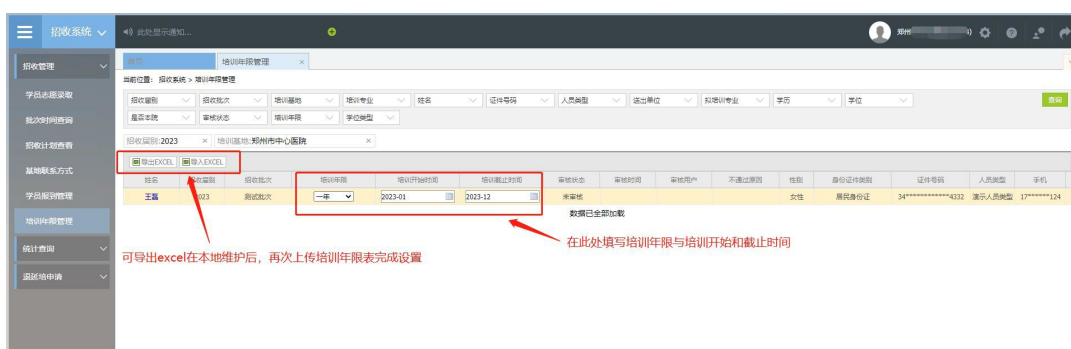 招收系统
此处显示通知...
郑州
招收管理
学员志愿录取
批次时间查询
招收计划查看
基地联系方式
学员报到管理
培训年限管理
统计查询
退延培申请
首页 培训年限管理 ×
当前位置： 招收系统 > 培训年限管理
招收届别 招收批次 培训基地 培训专业 姓名 证件号码 人员类型 送出单位 拟培训专业 学历 学位 查询
是否本院 审核状态 培训年限 学位类型
招收届别:2023 × 培训基地:郑州市中心医院 ×
导出EXCEL 导入EXCEL
姓名 招收届别 招收批次 培训年限 培训开始时间 培训截止时间 审核状态 审核时间 审核用户 不通过原因 性别 身份证件类别 证件号码 人员类型 手机
王磊 2023 测试批次 一年 2023-01 2023-12 未审核 女性 居民身份证 34*************4332 演示人员类型 17******124
数据已全部加载
在此处填写培训年限与培训开始和截止时间
可导出excel在本地维护后，再次上传培训年限表完成设置